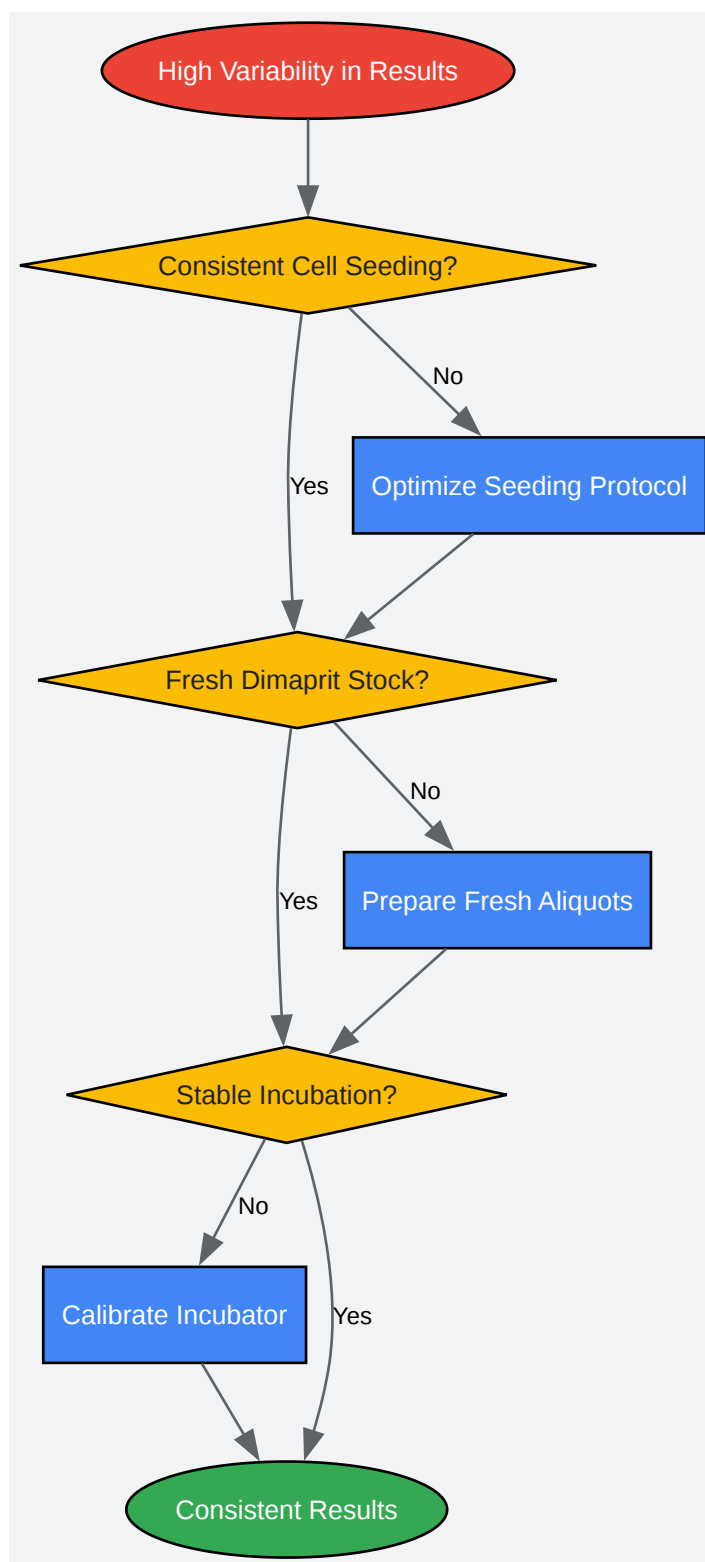 High Variability in Results
Consistent Cell Seeding?
No
Yes
Optimize Seeding Protocol
Fresh Dimaprit Stock?
No
Yes
Prepare Fresh Aliquots
Stable Incubation?
No
Calibrate Incubator
Yes
Consistent Results